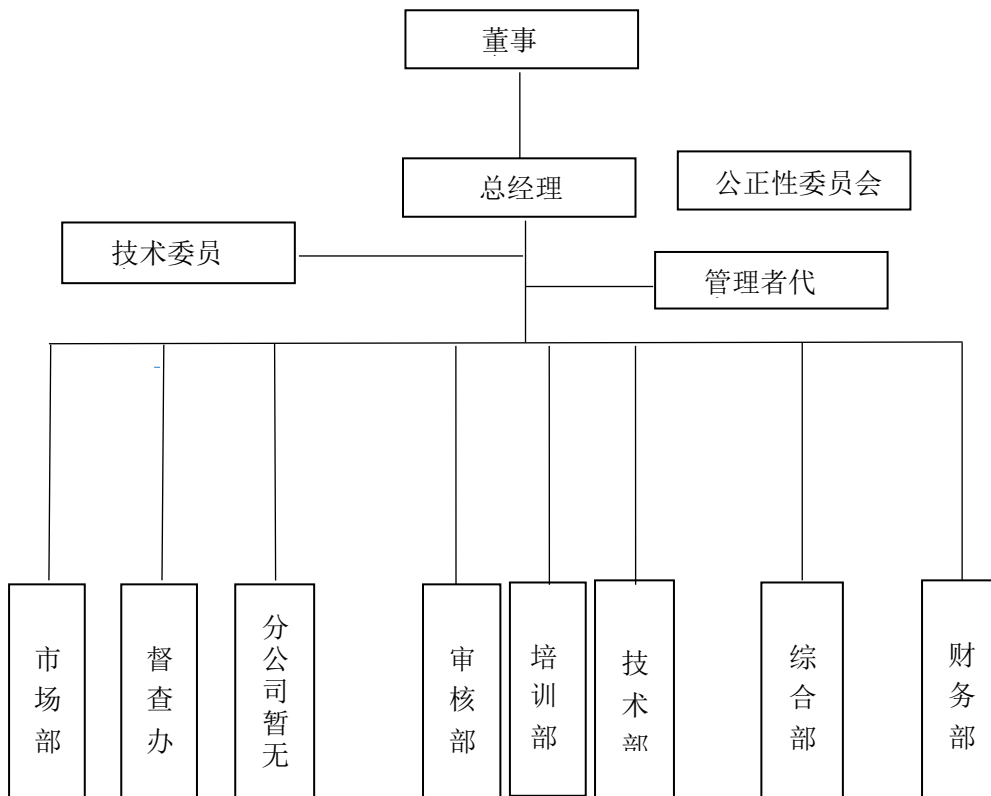 董事
总经理
公正性委员会
技术委员
管理者代
市场部
督查办
分公司暂无
审核部
培训部
技术部
综合部
财务部